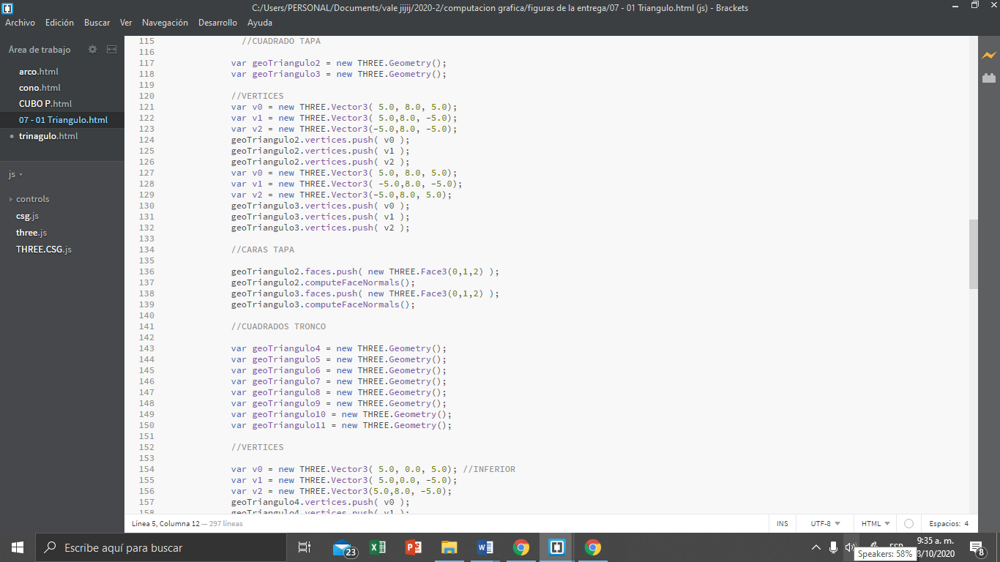 C:/Users/PERSONAL/Documents/vale jijij/2020-2/computacion grafica/figuras de la entrega/07 - 01 Triangulo.html (js) - Brackets
Archivo Edición Buscar Ver Navegación Desarrollo Ayuda
Área de trabajo
arco.html
cono.html
CUBO P.html
07 - 01 Triangulo.html
trinagulo.html
js
controls
csg.js
three.js
THREE.CSG.js
115 //CUADRADO TAPA
116
117 var geoTriangulo2 = new THREE.Geometry();
118 var geoTriangulo3 = new THREE.Geometry();
119
120 //VERTICES
121 var v0 = new THREE.Vector3( 5.0, 8.0, 5.0);
122 var v1 = new THREE.Vector3( 5.0,8.0, -5.0);
123 var v2 = new THREE.Vector3(-5.0,8.0, -5.0);
124 geoTriangulo2.vertices.push( v0 );
125 geoTriangulo2.vertices.push( v1 );
126 geoTriangulo2.vertices.push( v2 );
127 var v0 = new THREE.Vector3( 5.0, 8.0, 5.0);
128 var v1 = new THREE.Vector3( -5.0,8.0, -5.0);
129 var v2 = new THREE.Vector3(-5.0,8.0, 5.0);
130 geoTriangulo3.vertices.push( v0 );
131 geoTriangulo3.vertices.push( v1 );
132 geoTriangulo3.vertices.push( v2 );
133
134 //CARAS TAPA
135
136 geoTriangulo2.faces.push( new THREE.Face3(0,1,2) );
137 geoTriangulo2.computeFaceNormals();
138 geoTriangulo3.faces.push( new THREE.Face3(0,1,2) );
139 geoTriangulo3.computeFaceNormals();
140
141 //CUADRADOS TRONCO
142
143 var geoTriangulo4 = new THREE.Geometry();
144 var geoTriangulo5 = new THREE.Geometry();
145 var geoTriangulo6 = new THREE.Geometry();
146 var geoTriangulo7 = new THREE.Geometry();
147 var geoTriangulo8 = new THREE.Geometry();
148 var geoTriangulo9 = new THREE.Geometry();
149 var geoTriangulo10 = new THREE.Geometry();
150 var geoTriangulo11 = new THREE.Geometry();
151
152 //VERTICES
153
154 var v0 = new THREE.Vector3( 5.0, 0.0, 5.0); //INFERIOR
155 var v1 = new THREE.Vector3( 5.0,0.0, -5.0);
156 var v2 = new THREE.Vector3(5.0,8.0, -5.0);
157 geoTriangulo4.vertices.push( v0 );
158 geoTriangulo4.vertices.push( v1 );
Línea 5, Columna 12 — 297 líneas INS UTF-8 HTML Espacios: 4
Escribe aquí para buscar 23 ESP 9:35 a. m.
8/10/2020 8
Speakers: 58%